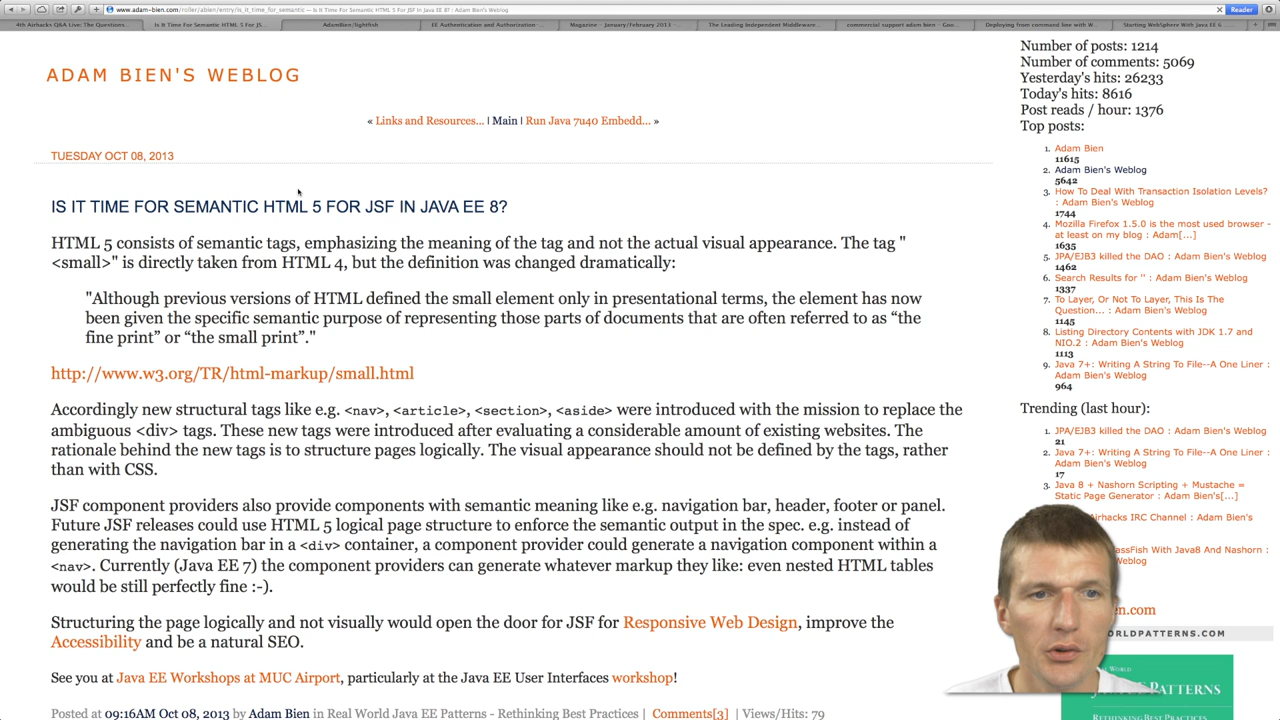 www.adam-bien.com/roller/abien/entry/is_it_time_for_semantic — Is It Time For Semantic HTML 5 For JSF In Java EE 8? : Adam Bien's Weblog
Reader
4th Airhacks Q&A Live: The Questions...
Is It Time For Semantic HTML 5 For JS...
AdamBien/lightfish
EE Authentication and Authorization-...
Magazine - January/February 2013 -...
The Leading Independent Middleware...
commercial support adam bien - Goo...
Deploying from command line with W...
Starting WebSphere With Java EE 6...
ADAM BIEN'S WEBLOG
« Links and Resources... | Main | Run Java 7u40 Embedd... »
TUESDAY OCT 08, 2013
IS IT TIME FOR SEMANTIC HTML 5 FOR JSF IN JAVA EE 8?
HTML 5 consists of semantic tags, emphasizing the meaning of the tag and not the actual visual appearance. The tag "
<small>" is directly taken from HTML 4, but the definition was changed dramatically:
"Although previous versions of HTML defined the small element only in presentational terms, the element has now
been given the specific semantic purpose of representing those parts of documents that are often referred to as “the
fine print” or “the small print”."
http://www.w3.org/TR/html-markup/small.html
Accordingly new structural tags like e.g. <nav>, <article>, <section>, <aside> were introduced with the mission to replace the
ambiguous <div> tags. These new tags were introduced after evaluating a considerable amount of existing websites. The
rationale behind the new tags is to structure pages logically. The visual appearance should not be defined by the tags, rather
than with CSS.
JSF component providers also provide components with semantic meaning like e.g. navigation bar, header, footer or panel.
Future JSF releases could use HTML 5 logical pege structure to enforce the semantic output in the spec. e.g. instead of
generating the navigation bar in a <div> container, a component provider could generate a navigation component within a
<nav>. Currently (Java EE 7) the component providers can generate whatever markup they like: even nested HTML tables
would be still perfectly fine :-).
Structuring the page logically and not visually would open the door for JSF for Responsive Web Design, improve the
Accessibility and be a natural SEO.
See you at Java EE Workshops at MUC Airport, particularly at the Java EE User Interfaces workshop!
Posted at 09:16AM Oct 08, 2013 by Adam Bien in Real World Java EE Patterns - Rethinking Best Practices | Comments[3] | Views/Hits: 79
Number of posts: 1214
Number of comments: 5069
Yesterday's hits: 26233
Today's hits: 8616
Post reads / hour: 1376
Top posts:
1. Adam Bien
11615
2. Adam Bien's Weblog
5642
3. How To Deal With Transaction Isolation Levels?
: Adam Bien's Weblog
1744
4. Mozilla Firefox 1.5.0 is the most used browser -
at least on my blog : Adam[...]
1635
5. JPA/EJB3 killed the DAO : Adam Bien's Weblog
1462
6. Search Results for '' : Adam Bien's Weblog
1337
7. To Layer, Or Not To Layer, This Is The
Question... : Adam Bien's Weblog
1145
8. Listing Directory Contents with JDK 1.7 and
NIO.2 : Adam Bien's Weblog
1113
9. Java 7+: Writing A String To File--A One Liner :
Adam Bien's Weblog
964
Trending (last hour):
1. JPA/EJB3 killed the DAO : Adam Bien's Weblog
21
2. Java 7+: Writing A String To File--A One Liner :
Adam Bien's Weblog
17
3. Java 8 + Nashorn Scripting + Mustache =
Static Page Generator : Adam Bien's[...]
Airhacks IRC Channel : Adam Bien's
With Java8 And Nashorn :
Weblog